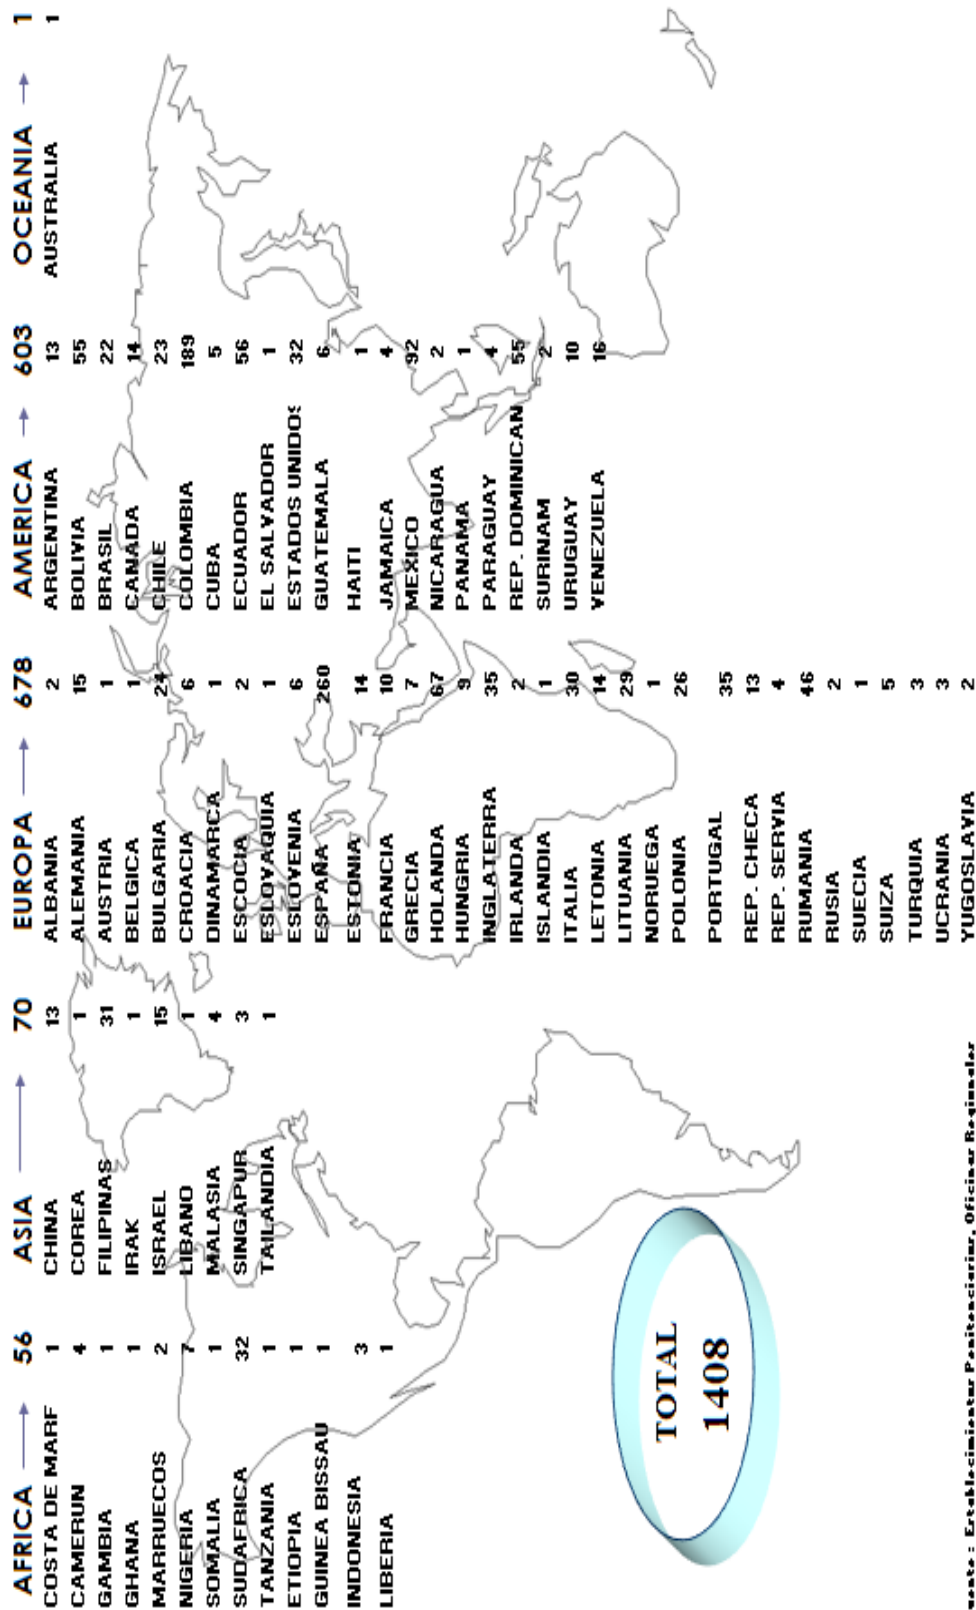 AFRICA → 56
COSTA DE MARF 1
CAMERUN 4
GAMBIA 1
GHANA 1
MARRUECOS 2
NIGERIA 7
SOMALIA 1
SUDAFRICA 32
TANZANIA 1
ETIOPIA 1
GUINEA BISSAU 1
INDONESIA 3
LIBERIA 1
ASIA → 70
CHINA 13
COREA 1
FILIPINAS 31
IRAK 1
ISRAEL 15
LIBANO 1
MALASIA 4
SINGAPUR 3
TAILANDIA 1
EUROPA → 678
ALBANIA 2
ALEMANIA 15
AUSTRIA 1
BELGICA 1
BULGARIA 24
CROACIA 6
DINAMARCA 1
ESCOCIA 2
ESLOVAQUIA 1
ESLOVENIA 6
ESPAÑA 260
ESTONIA 14
FRANCIA 10
GRECIA 7
HOLANDA 67
HUNGRIA 9
INGLATERRA 35
IRLANDA 2
ISLANDIA 1
ITALIA 30
LETONIA 14
LITUANIA 29
NORUEGA 1
POLONIA 26
PORTUGAL 35
REP. CHECA 13
REP. SERVIA 4
RUMANIA 46
RUSIA 2
SUECIA 1
SUIZA 5
TURQUIA 3
UCRANIA 3
YUGOSLAVIA 2
AMERICA → 603
ARGENTINA 13
BOLIVIA 55
BRASIL 22
CANADA 14
CHILE 23
COLOMBIA 189
CUBA 5
ECUADOR 56
EL SALVADOR 1
ESTADOS UNIDOS 32
GUATEMALA 6
HAITI 1
JAMAICA 4
MEXICO 92
NICARAGUA 2
PANAMA 1
PARAGUAY 4
REP. DOMINICAN 55
SURINAM 2
URUGUAY 10
VENEZUELA 16
OCEANIA → 1
AUSTRALIA 1
TOTAL
1408
: Establecimientos Penitenciarios, Oficinas Regionales